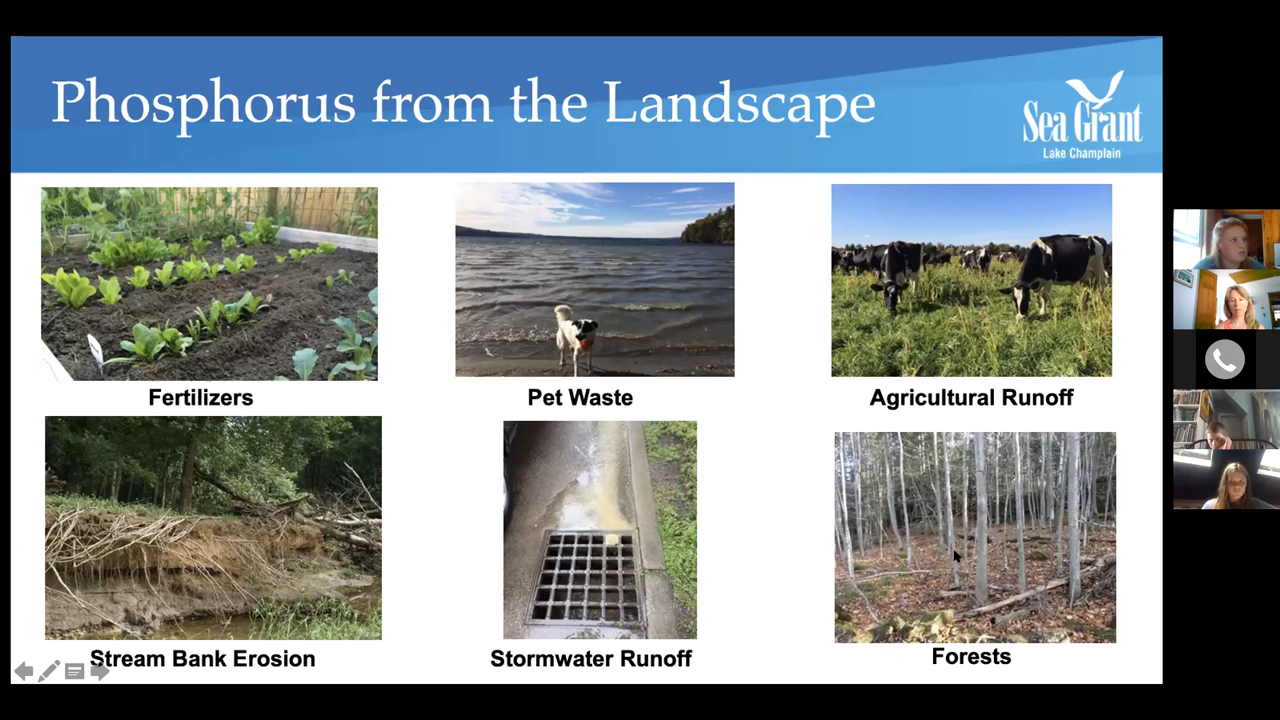 Phosphorus from the Landscape
Sea Grant
Lake Champlain
Fertilizers
Pet Waste
Agricultural Runoff
Stream Bank Erosion
Stormwater Runoff
Forests